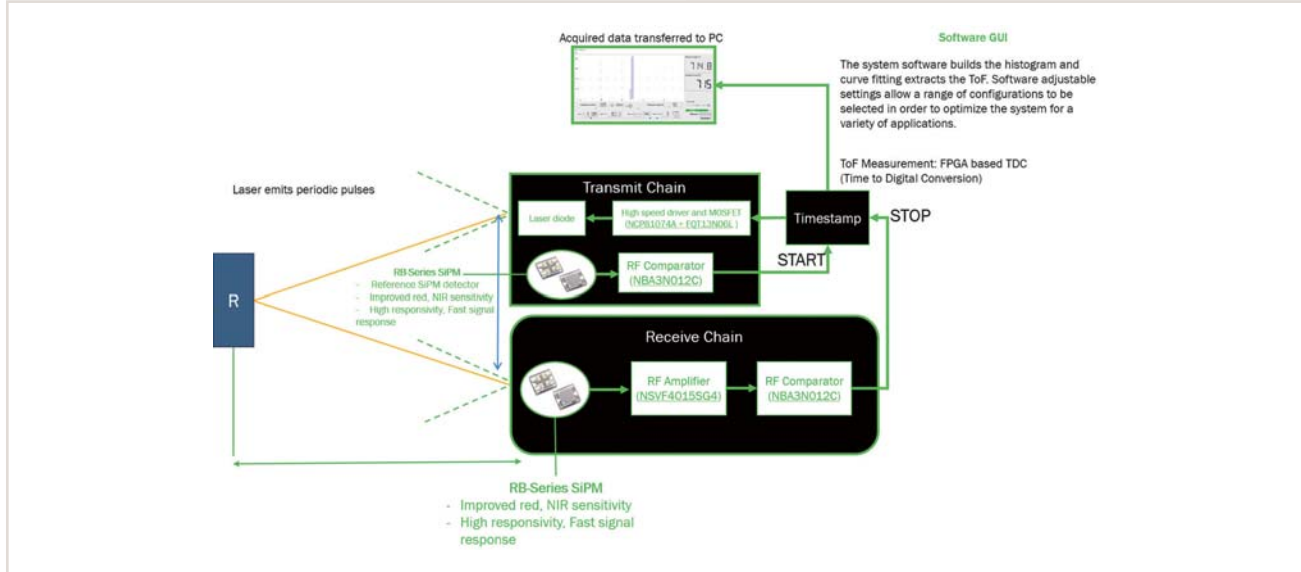 Acquired data transferred to PC
Software GUI
The system software builds the histogram and
curve fitting extracts the ToF. Software adjustable
settings allow a range of configurations to be
selected in order to optimize the system for a
variety of applications.
ToF Measurement: FPGA based TDC
(Time to Digital Conversion)
Laser emits periodic pulses
Transmit Chain
Laser diode
High speed driver and MOSFET
(NCP81074A + FQT13N06L )
Timestamp
STOP
START
RF Comparator
(NBA3N012C)
RB-Series SiPM
- Reference SiPM detector
- Improved red, NIR sensitivity
- High responsivity, Fast signal
response
R
Receive Chain
RF Amplifier
(NSVF4015SG4)
RF Comparator
(NBA3N012C)
RB-Series SiPM
- Improved red, NIR sensitivity
- High responsivity, Fast signal
response